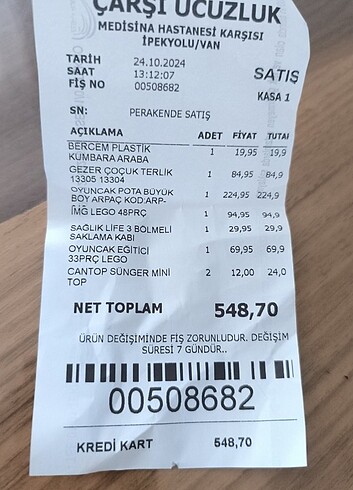 ÇARŞI UCUZLUK
MEDİSİNA HASTANESİ KARŞISI
İPEKYOLU/VAN
TARİH 24.10.2024
SAAT 13:12:07 SATIŞ
FİŞ NO 00508682 KASA 1
SN: PERAKENDE SATIŞ
AÇIKLAMA ADET FİYAT TUTAI
BERCEM PLASTİK 1 19,95 19,9
KUMBARA ARABA
GEZER ÇOÇUK TERLİK 1 84,95 84,9
13305 13304
OYUNCAK POTA BÜYÜK 1 224,95 224,9
BOY ARPAÇ KOD:ARP-
İMG LEGO 48PRÇ 1 94,95 94,9
SAĞLIK LİFE 3 BÖLMELİ 1 29,95 29,9
SAKLAMA KABI
OYUNCAK EĞİTİCİ 1 69,95 69,9
33PRÇ LEGO
CANTOP SÜNGER MİNİ 2 12,00 24,0
TOP
NET TOPLAM 548,70
ÜRÜN DEĞİŞİMİNDE FİŞ ZORUNLUDUR. DEĞİŞİM
SÜRESİ 7 GÜNDÜR..
00508682
KREDİ KART 548,70